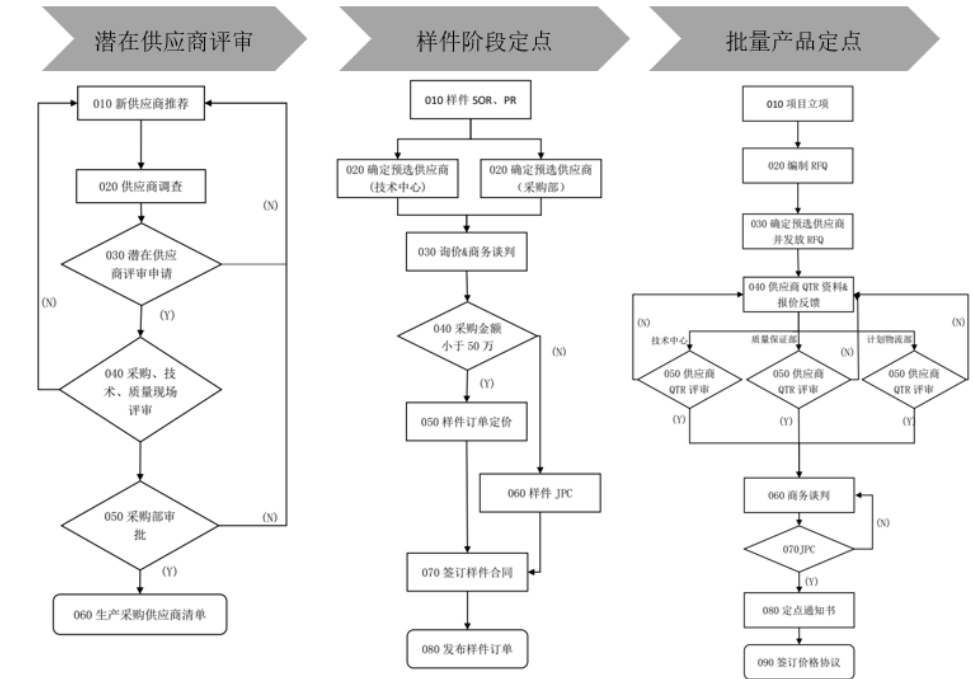 潜在供应商评审
样件阶段定点
批量产品定点
010 新供应商推荐
020 供应商调查
(N)
030 潜在供应
商评审申请
(N)
(Y)
040 采购、技
术、质量现场
评审
050 采购部审
批
(N)
(Y)
060 生产采购供应商清单
010 样件 SOR、PR
020 确定预选供应商
(技术中心)
020 确定预选供应商
（采购部）
030 询价&商务谈判
040 采购金额
小于 50 万
(N)
(Y)
050 样件订单定价
060 样件 JPC
070 签订样件合同
080 发布样件订单
010 项目立项
020 编制 RFQ
030 确定预选供应商
并发放 RFQ
040 供应商 QTR 资料&
报价反馈
(N)
(N)
(N)
技术中心
质量保证部
计划物流部
050 供应商
QTR 评审
050 供应商
QTR 评审
050 供应商
QTR 评审
(Y)
(Y)
(Y)
060 商务谈判
(N)
070JPC
(Y)
080 定点通知书
090 签订价格协议